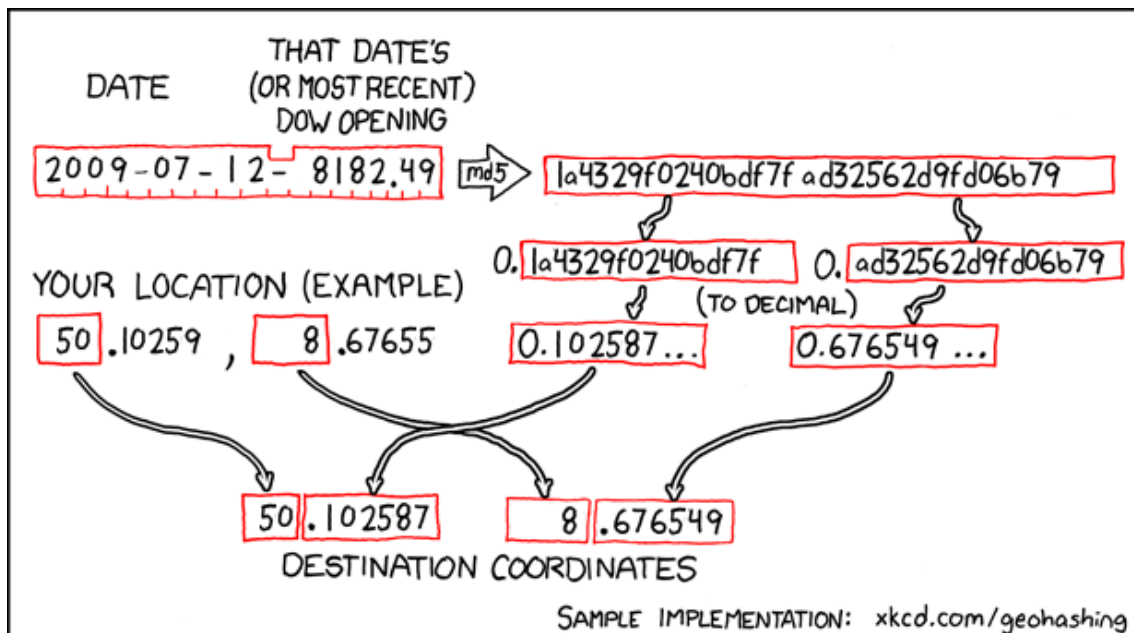 DATE
THAT DATE'S
(OR MOST RECENT)
DOW OPENING
2009-07-12-8182.49
md5
1a4329f0240bdf7fad32562d9fd06b79
0.1a4329f0240bdf7f
0.ad32562d9fd06b79
YOUR LOCATION (EXAMPLE)
(TO DECIMAL)
50.10259, 8.67655
0.102587...
0.676549...
50.102587
8.676549
DESTINATION COORDINATES
SAMPLE IMPLEMENTATION: xkcd.com/geohashing